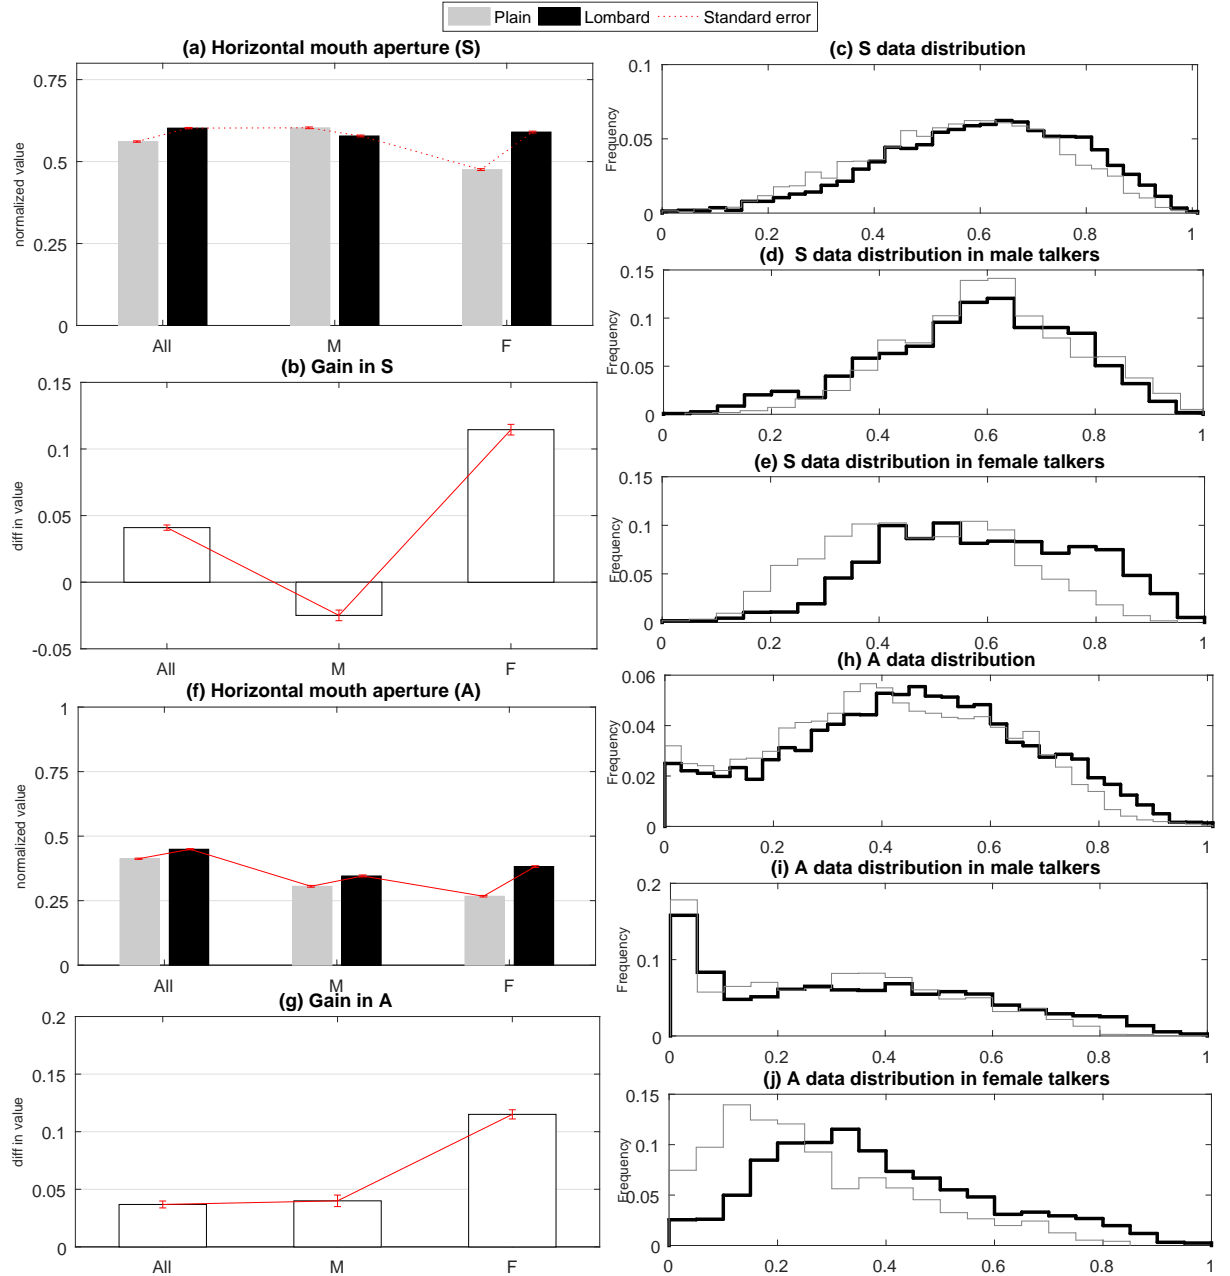 Plain Lombard Standard error
(a) Horizontal mouth aperture (S)
0.75
0.5
0.25
0
normalized value
All M F
(b) Gain in S
0.15
0.1
0.05
0
-0.05
diff in value
All M F
(f) Horizontal mouth aperture (A)
1
0.75
0.5
0.25
0
normalized value
All M F
(g) Gain in A
0.2
0.15
0.1
0.05
0
diff in value
All M F
(c) S data distribution
0.1
0.05
0
Frequency
0 0.2 0.4 0.6 0.8 1
(d) S data distribution in male talkers
0.15
0.1
0.05
0
Frequency
0 0.2 0.4 0.6 0.8 1
(e) S data distribution in female talkers
0.15
0.1
0.05
0
Frequency
0 0.2 0.4 0.6 0.8 1
(h) A data distribution
0.06
0.04
0.02
0
Frequency
0 0.2 0.4 0.6 0.8 1
(i) A data distribution in male talkers
0.2
0.1
0
Frequency
0 0.2 0.4 0.6 0.8 1
(j) A data distribution in female talkers
0.15
0.1
0.05
0
Frequency
0 0.2 0.4 0.6 0.8 1